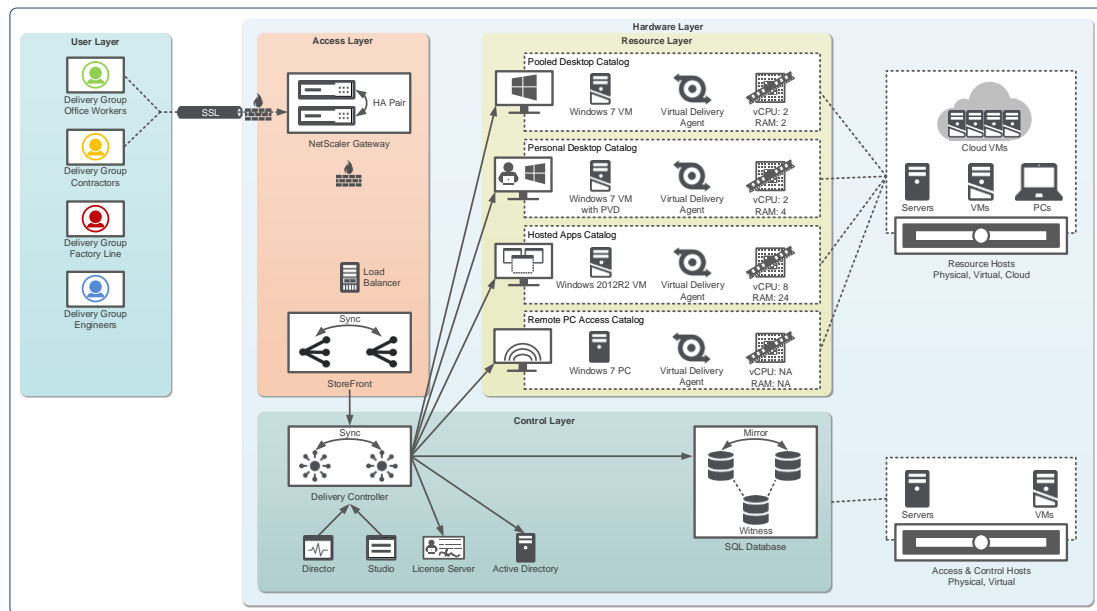 Hardware Layer
User Layer
Delivery Group
Office Workers
Delivery Group
Contractors
Delivery Group
Factory Line
Delivery Group
Engineers
SSL
Access Layer
HA Pair
NetScaler Gateway
Load
Balancer
Sync
StoreFront
Resource Layer
Pooled Desktop Catalog
Windows 7 VM
Virtual Delivery
Agent
vCPU: 2
RAM: 2
Personal Desktop Catalog
Windows 7 VM
with PVD
Virtual Delivery
Agent
vCPU: 2
RAM: 4
Hosted Apps Catalog
Windows 2012R2 VM
Virtual Delivery
Agent
vCPU: 8
RAM: 24
Remote PC Access Catalog
Windows 7 PC
Virtual Delivery
Agent
vCPU: NA
RAM: NA
Cloud VMs
Servers
VMs
PCs
Resource Hosts
Physical, Virtual, Cloud
Control Layer
Sync
Delivery Controller
Director
Studio
License Server
Active Directory
Mirror
Witness
SQL Database
Servers
VMs
Access & Control Hosts
Physical, Virtual